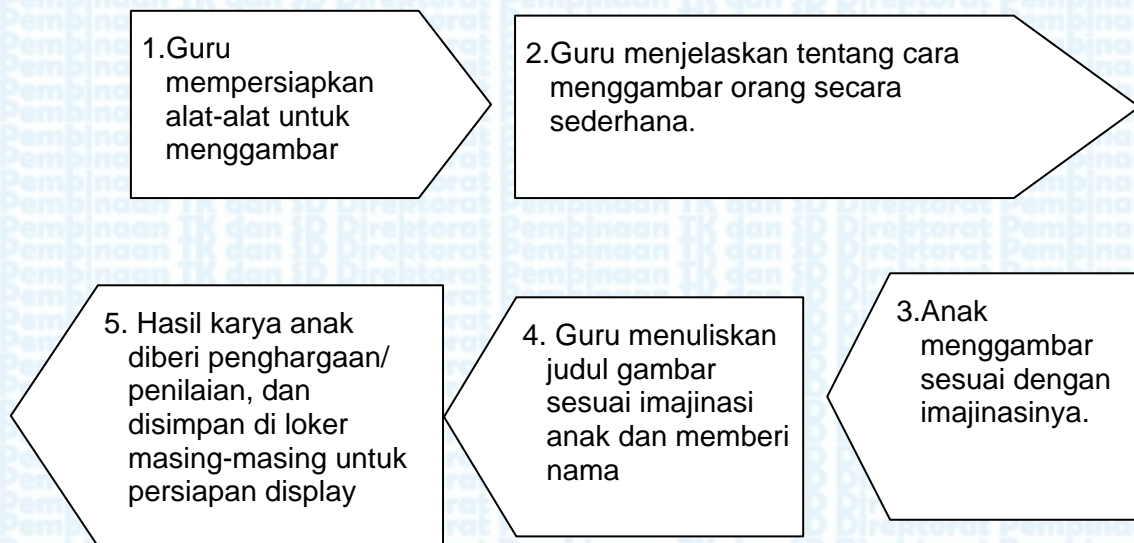 1.Guru
mempersiapkan
alat-alat untuk
menggambar
2.Guru menjelaskan tentang cara
menggambar orang secara
sederhana.
3.Anak
menggambar
sesuai dengan
imajinasinya.
4. Guru menuliskan
judul gambar
sesuai imajinasi
anak dan memberi
nama
5. Hasil karya anak
diberi penghargaan/
penilaian, dan
disimpan di loker
masing-masing untuk
persiapan display